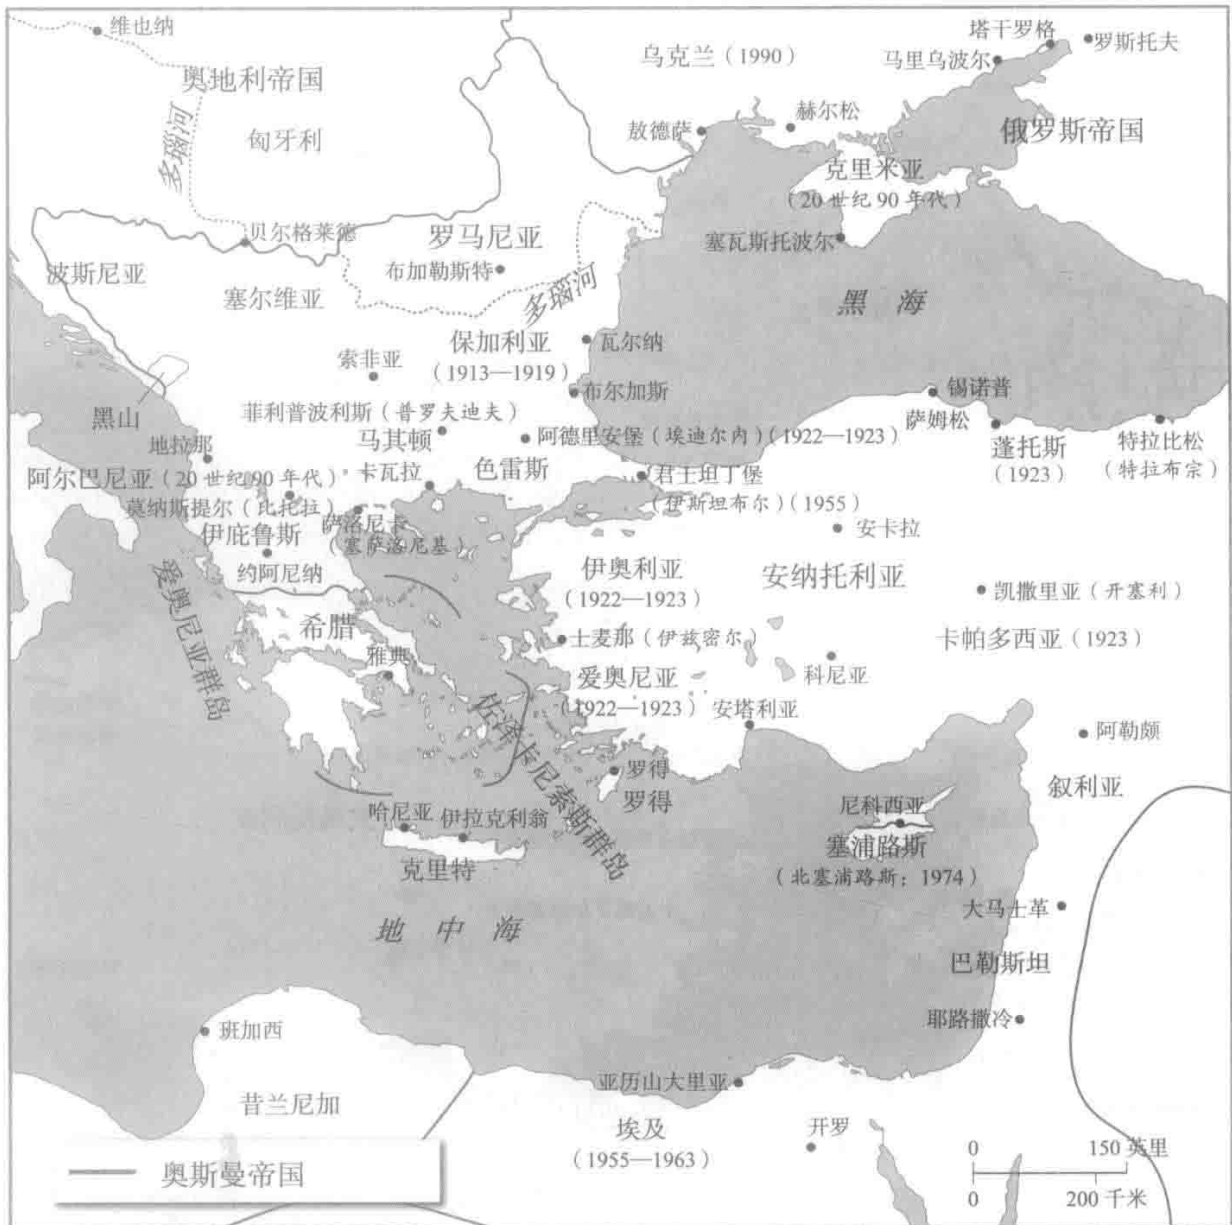 维也纳
奥地利帝国
匈牙利
多瑙河
乌克兰（1990）
塔干罗格
罗斯托夫
马里乌波尔
赫尔松
敖德萨
俄罗斯帝国
克里米亚
（20世纪90年代）
塞瓦斯托波尔
贝尔格莱德
罗马尼亚
布加勒斯特
波斯尼亚
塞尔维亚
多瑙河
黑海
保加利亚
（1913—1919）
瓦尔纳
索非亚
布尔加斯
锡诺普
黑山
菲利普波利斯（普罗夫迪夫）
萨姆松
地拉那
马其顿
阿德里安堡（埃迪尔内）（1922—1923）
蓬托斯
（1923）
特拉比松
（特拉布宗）
阿尔巴尼亚（20世纪90年代）
卡瓦拉
色雷斯
君士坦丁堡
（伊斯坦布尔）（1955）
莫纳斯提尔（比托拉）
萨洛尼卡
（塞萨洛尼基）
伊庇鲁斯
约阿尼纳
安卡拉
伊奥利亚
（1922—1923）
安纳托利亚
凯撒里亚（开塞利）
爱奥尼亚群岛
希腊
雅典
士麦那（伊兹密尔）
卡帕多西亚（1923）
爱奥尼亚
（1922—1923）
科尼亚
安塔利亚
阿勒颇
佐泽卡尼索斯群岛
罗得
罗得
叙利亚
哈尼亚
伊拉克利翁
克里特
尼科西亚
塞浦路斯
（北塞浦路斯：1974）
地中海
大马士革
巴勒斯坦
耶路撒冷
班加西
昔兰尼加
亚历山大里亚
埃及
（1955—1963）
开罗
0 150 英里
0 200 千米
奥斯曼帝国